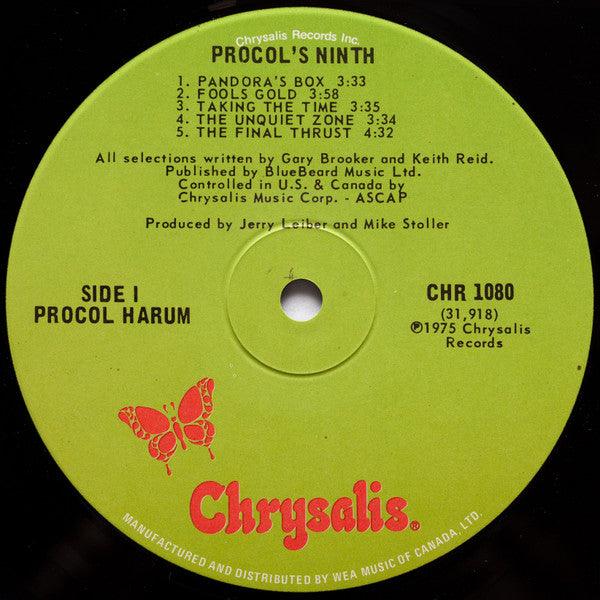 Chrysalis Records Inc.
PROCOL'S NINTH
1. PANDORA'S BOX 3:33
2. FOOLS GOLD 3:58
3. TAKING THE TIME 3:35
4. THE UNQUIET ZONE 3:34
5. THE FINAL THRUST 4:32
All selections written by Gary Brooker and Keith Reid.
Published by BlueBeard Music Ltd.
Controlled in U.S. & Canada by
Chrysalis Music Corp. - ASCAP
Produced by Jerry Leiber and Mike Stoller
SIDE I
PROCOL HARUM
CHR 1080
(31,918)
℗1975 Chrysalis
Records
Chrysalis®
MANUFACTURED AND DISTRIBUTED BY WEA MUSIC OF CANADA, LTD.